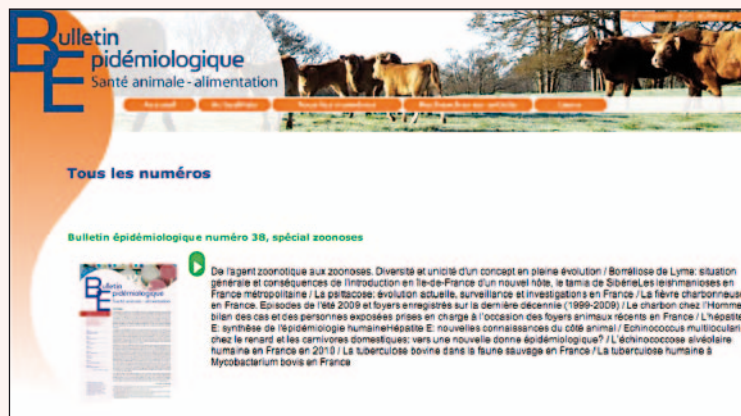 Bulletin
Epidémiologique
Santé animale - alimentation
Tous les numéros
Bulletin épidémiologique numéro 38, spécial zoonoses
De l'agent zoonotique aux zoonoses. Diversité et unicité d'un concept en pleine évolution / Borréliose de Lyme: situation
générale et conséquences de l'introduction en Île-de-France d'un nouvel hôte, le tamia de SibérieLes leishmanioses en
France métropolitaine / La psittacose: évolution actuelle, surveillance et investigations en France / La fièvre charbonneuse
en France. Episodes de l'été 2009 et foyers enregistrés sur la dernière décennie (1999-2009) / Le charbon chez l'Homme:
bilan des cas et des personnes exposées prises en charge à l'occasion des foyers animaux récents en France / L'hépatite
E: synthèse de l'épidémiologie humaineHépatite E: nouvelles connaissances du côté animal / Echinococcus multilocularis
chez le renard et les carnivores domestiques: vers une nouvelle donne épidémiologique? / L'échinococcose alvéolaire
humaine en France en 2010 / La tuberculose bovine dans la faune sauvage en France / La tuberculose humaine à
Mycobacterium bovis en France